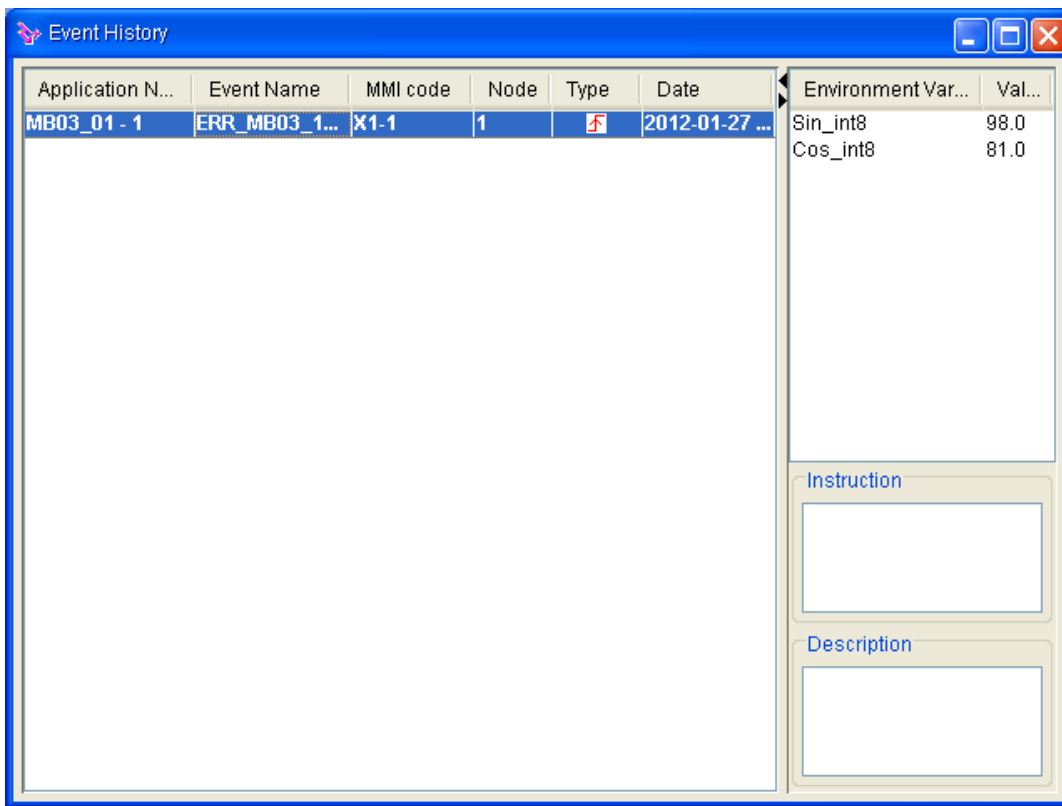 Event History
Application N... Event Name MMI code Node Type Date Environment Var... Val...
MB03_01 - 1 ERR_MB03_1... X1-1 1 2012-01-27 ... Sin_int8 98.0
Cos_int8 81.0
Instruction
Description